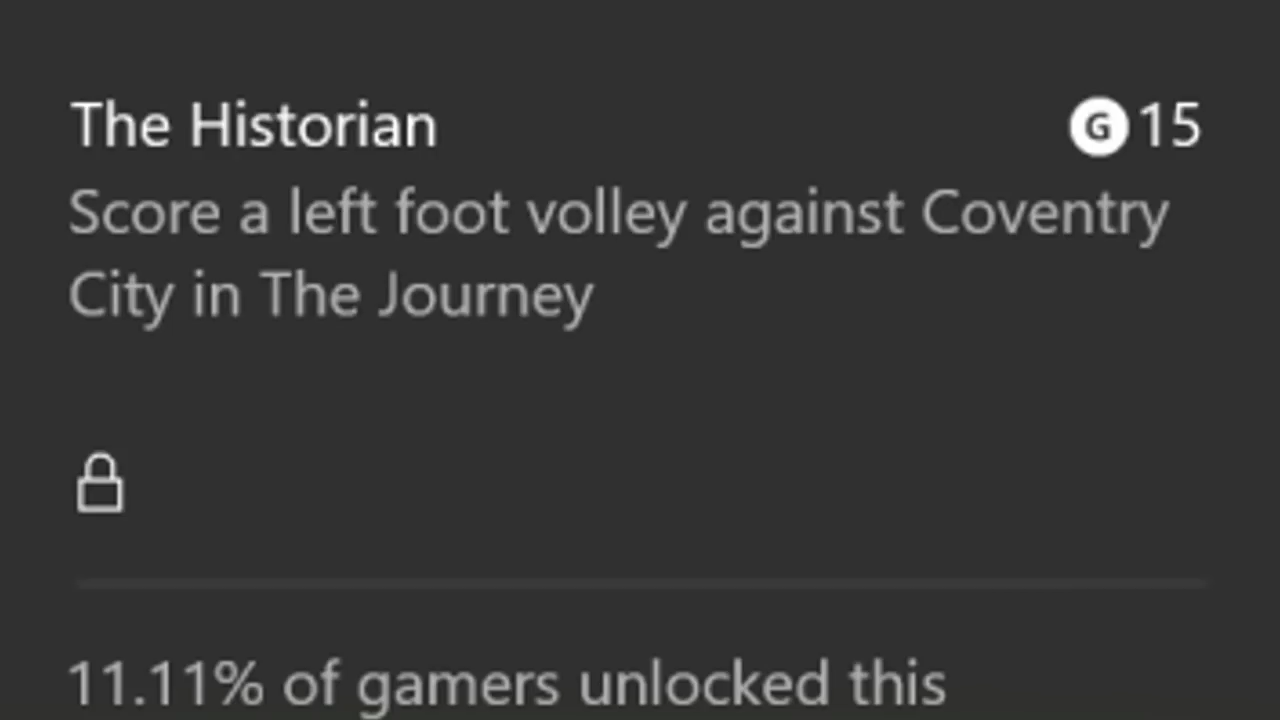 The Historian G 15
Score a left foot volley against Coventry
City in The Journey
11.11% of gamers unlocked this